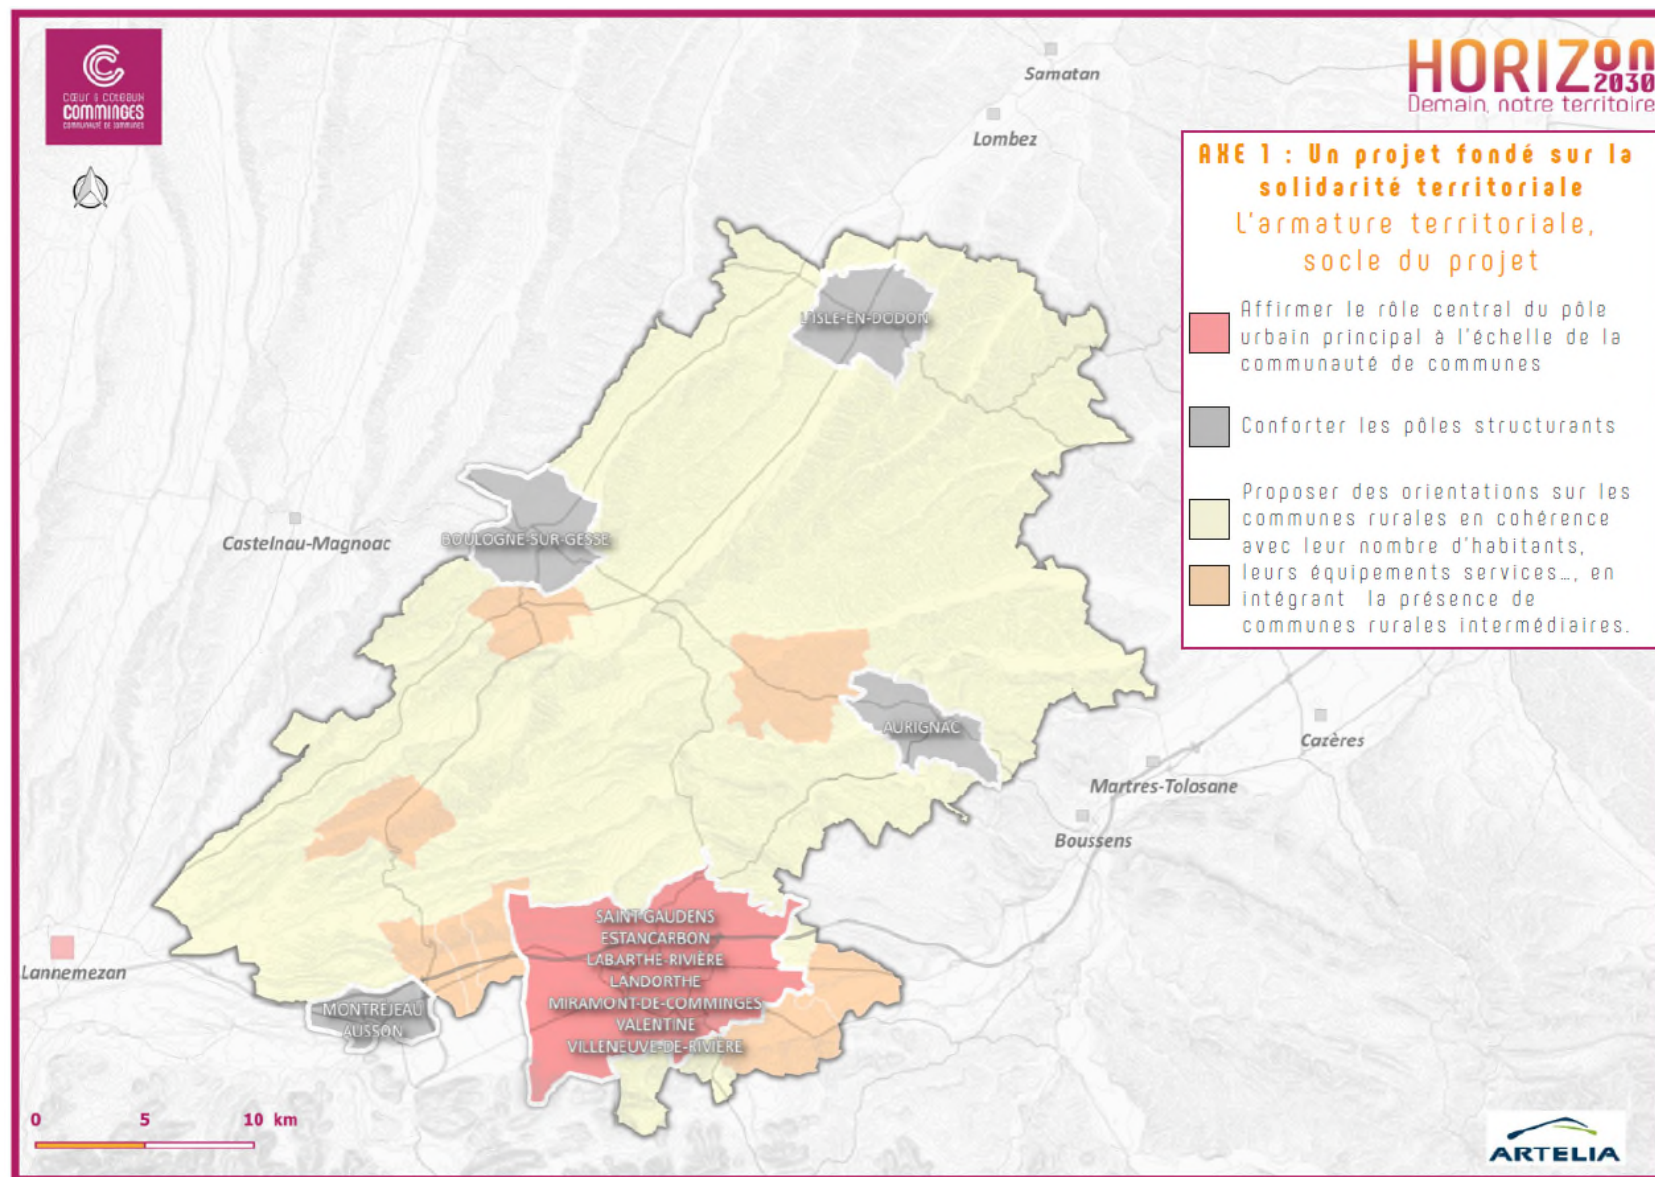 CŒUR & COTEAUX
COMMINGES
COMMUNAUTÉ DE COMMUNES
HORIZON
2030
Demain, notre territoire
AXE 1 : Un projet fondé sur la
solidarité territoriale
L'armature territoriale,
socle du projet
Affirmer le rôle central du pôle
urbain principal à l'échelle de la
communauté de communes
Conforter les pôles structurants
Proposer des orientations sur les
communes rurales en cohérence
avec leur nombre d'habitants,
leurs équipements services…, en
intégrant la présence de
communes rurales intermédiaires.
Samatan
Lombez
L'ISLE-EN-DODON
Castelnau-Magnoac
BOULOGNE-SUR-GESSE
AURIGNAC
Cazères
Martres-Tolosane
Boussens
Lannemezan
SAINT-GAUDENS
ESTANCARBON
LABARTHE-RIVIÈRE
LANDORTHE
MIRAMONT-DE-COMMINGES
VALENTINE
VILLENEUVE-DE-RIVIÈRE
MONTREJEAU
AUSSON
0 5 10 km
ARTELIA